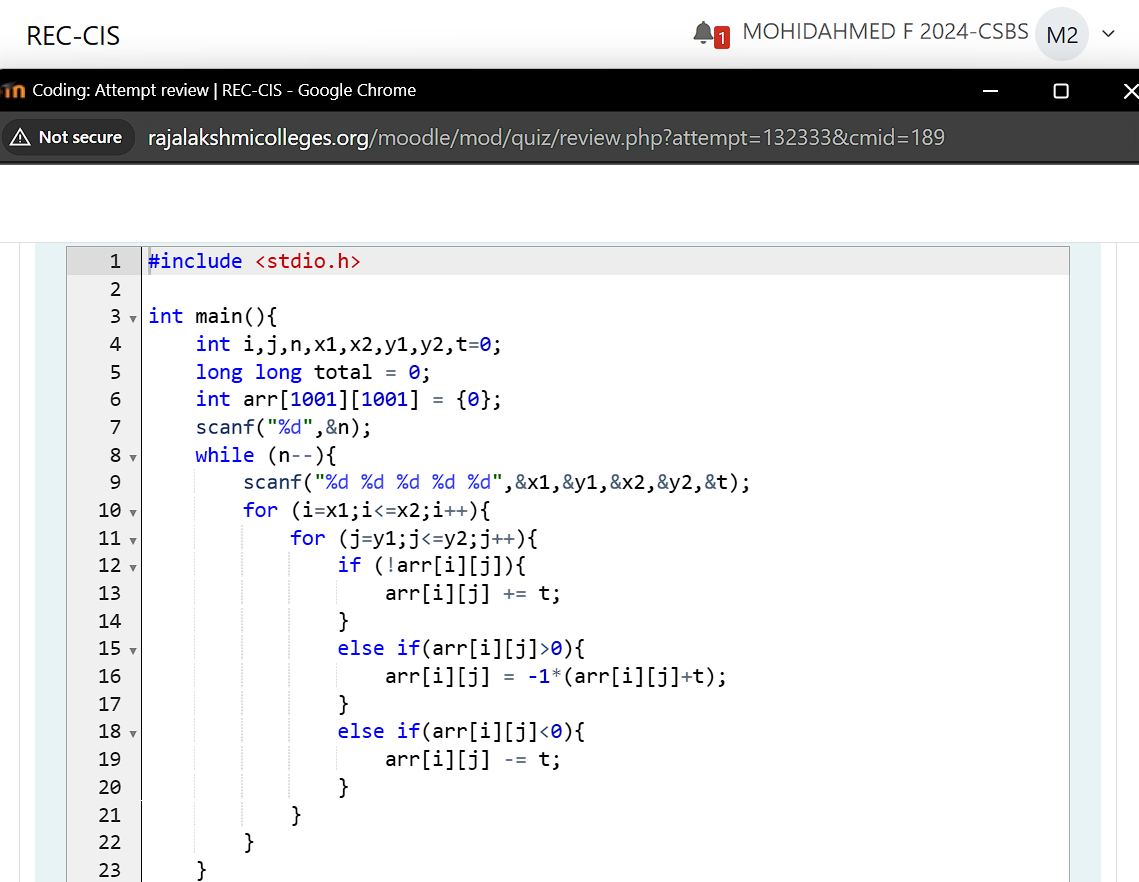 REC-CIS
1 MOHIDAHMED F 2024-CSBS M2
Coding: Attempt review | REC-CIS - Google Chrome
Not secure rajalakshmicolleges.org/moodle/mod/quiz/review.php?attempt=132333&cmid=189
1 #include <stdio.h>
2
3 int main(){
4     int i,j,n,x1,x2,y1,y2,t=0;
5     long long total = 0;
6     int arr[1001][1001] = {0};
7     scanf("%d",&n);
8     while (n--){
9         scanf("%d %d %d %d %d",&x1,&y1,&x2,&y2,&t);
10         for (i=x1;i<=x2;i++){
11             for (j=y1;j<=y2;j++){
12                 if (!arr[i][j]){
13                     arr[i][j] += t;
14                 }
15                 else if(arr[i][j]>0){
16                     arr[i][j] = -1*(arr[i][j]+t);
17                 }
18                 else if(arr[i][j]<0){
19                     arr[i][j] -= t;
20                 }
21             }
22         }
23     }